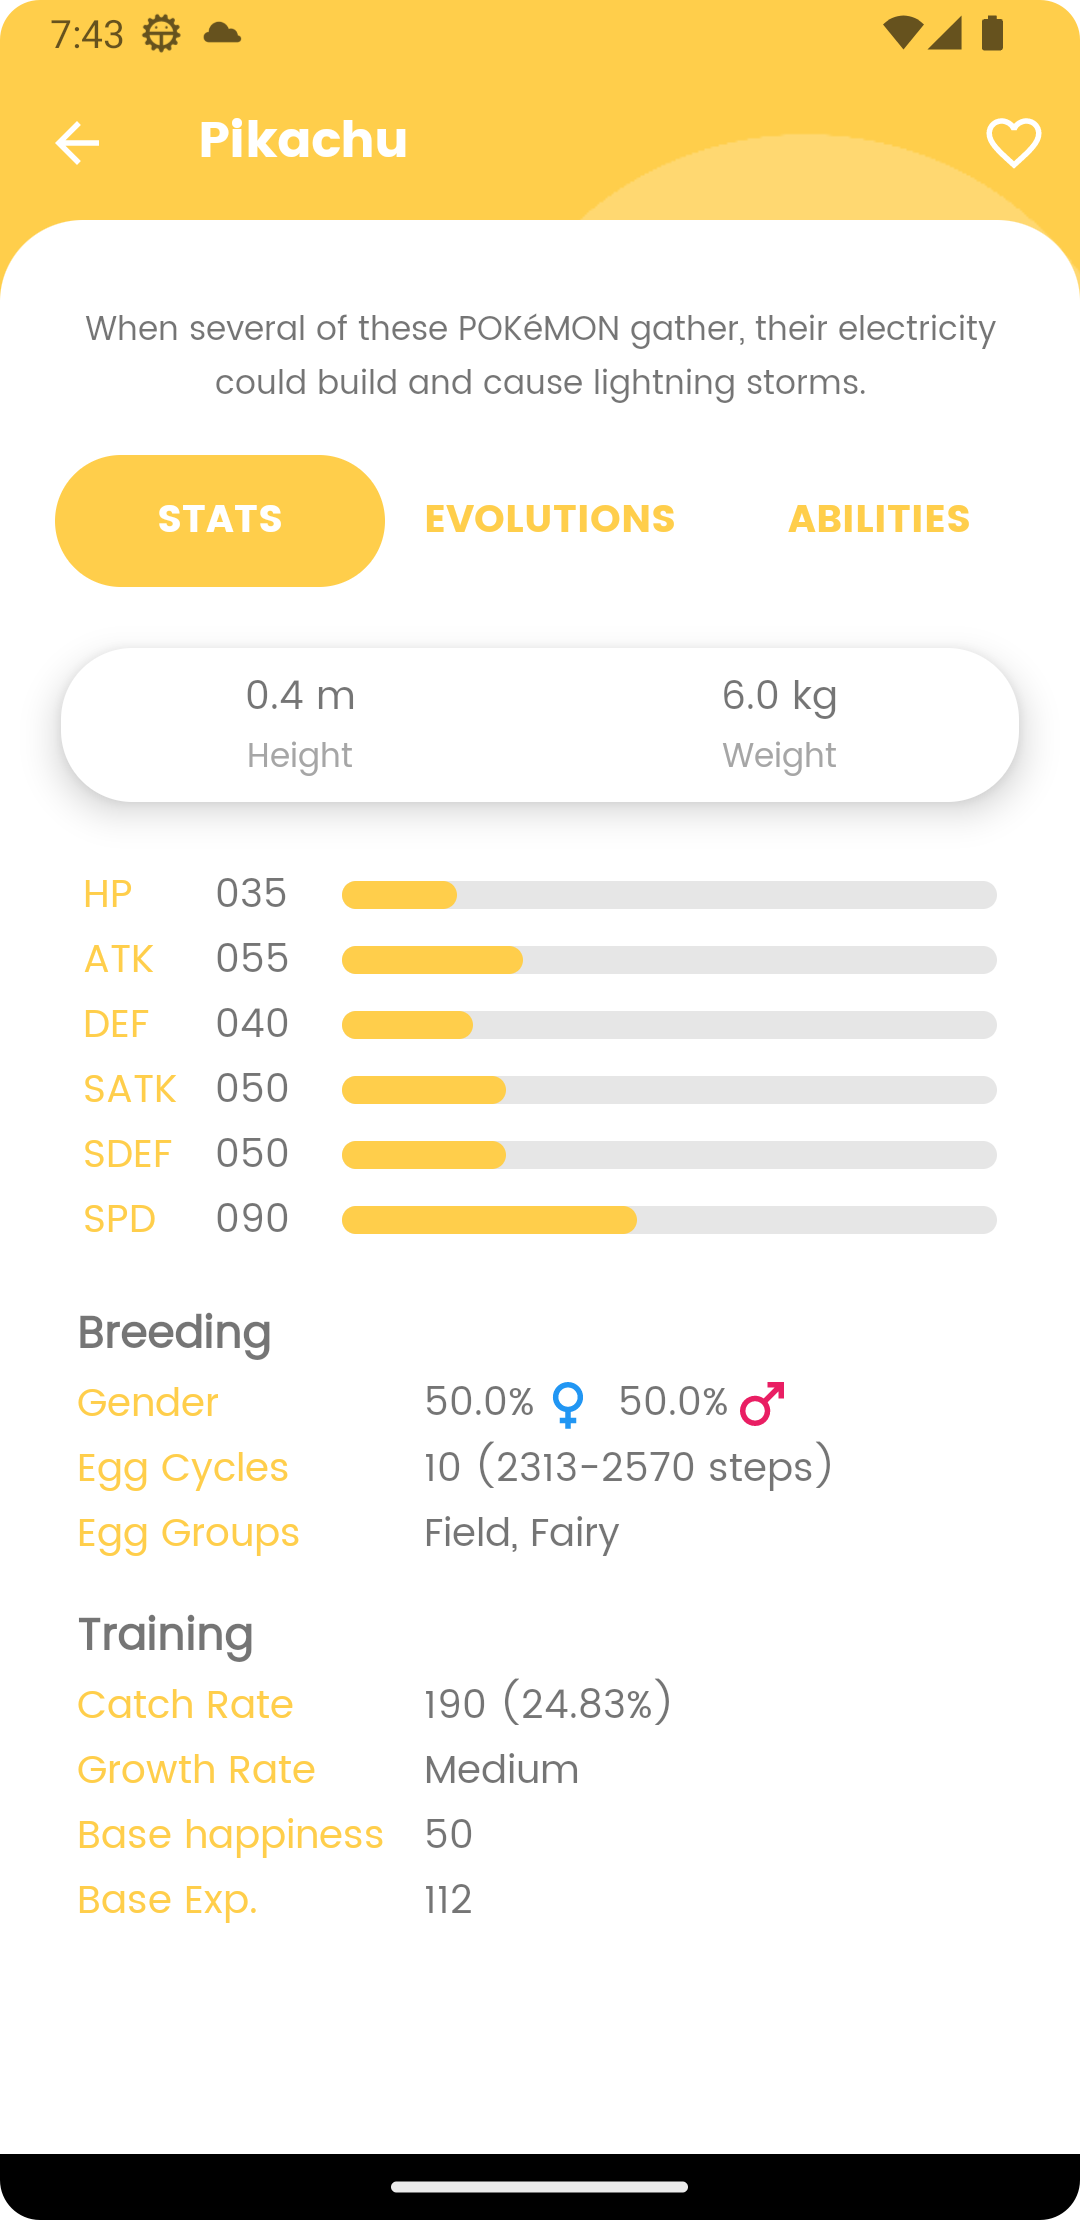 7:43
Pikachu
When several of these POKéMON gather, their electricity
could build and cause lightning storms.
STATS EVOLUTIONS ABILITIES
0.4 m 6.0 kg
Height Weight
HP 035
ATK 055
DEF 040
SATK 050
SDEF 050
SPD 090
Breeding
Gender 50.0% ♀ 50.0% ♂
Egg Cycles 10 (2313-2570 steps)
Egg Groups Field, Fairy
Training
Catch Rate 190 (24.83%)
Growth Rate Medium
Base happiness 50
Base Exp. 112